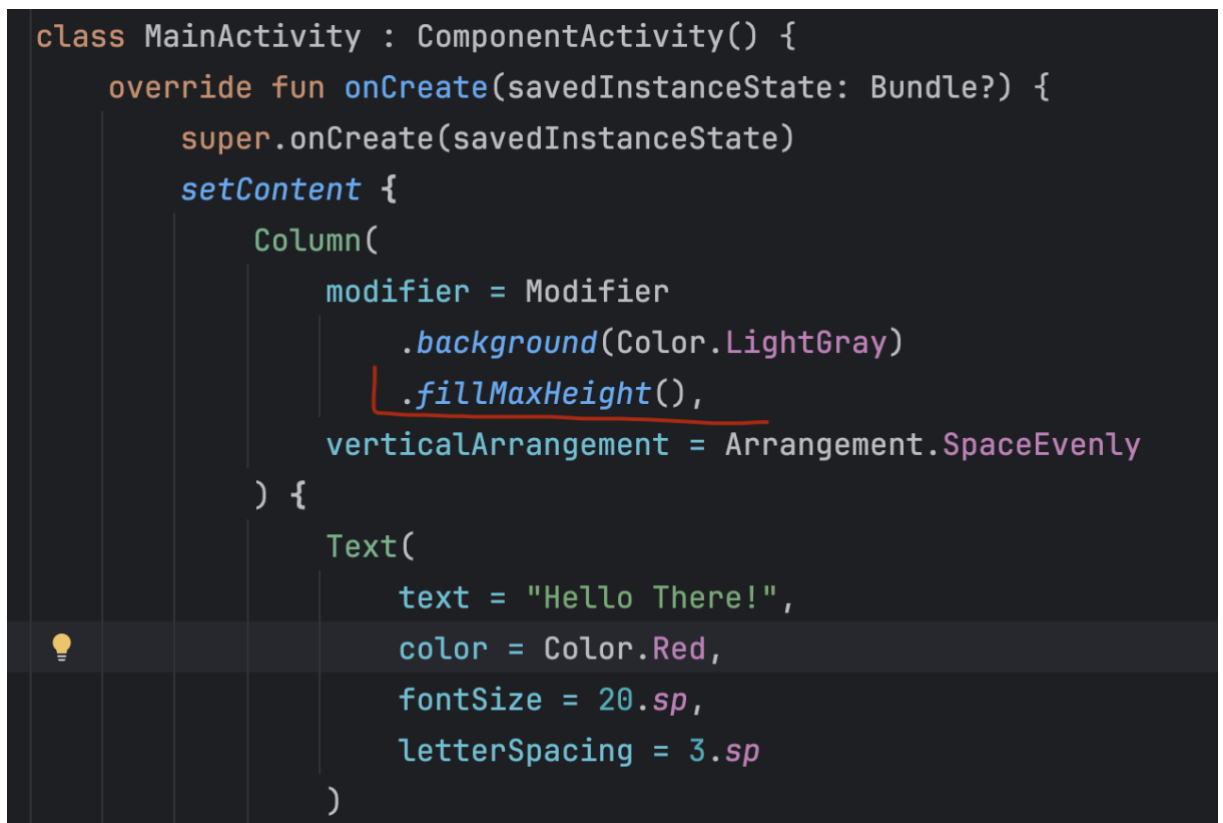 class MainActivity : ComponentActivity() {
override fun onCreate(savedInstanceState: Bundle?) {
super.onCreate(savedInstanceState)
setContent {
Column(
modifier = Modifier
.background(Color.LightGray)
.fillMaxHeight(),
verticalArrangement = Arrangement.SpaceEvenly
) {
Text(
text = "Hello There!",
color = Color.Red,
fontSize = 20.sp,
letterSpacing = 3.sp
)